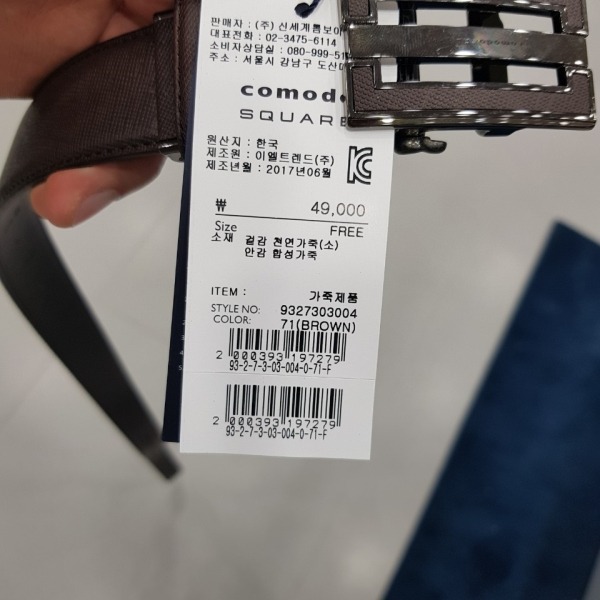 판매자 : (주) 신세계톰보이
대표전화 : 02-3475-6114
소비자상담실 : 080-999-51
주소 : 서울시 강남구 도산
comod
SQUARE
원산지 : 한국
제조원 : 이엘트렌드(주)
제조년월 : 2017년06월
₩ 49,000
Size FREE
소재 겉감 천연가죽(소)
안감 합성가죽
ITEM : 가죽제품
STYLE NO: 9327303004
COLOR: 71(BROWN)
2 000393 197279
93-2-7-3-03-004-0-71-F
2 000393 197279
93-2-7-3-03-004-0-71-F